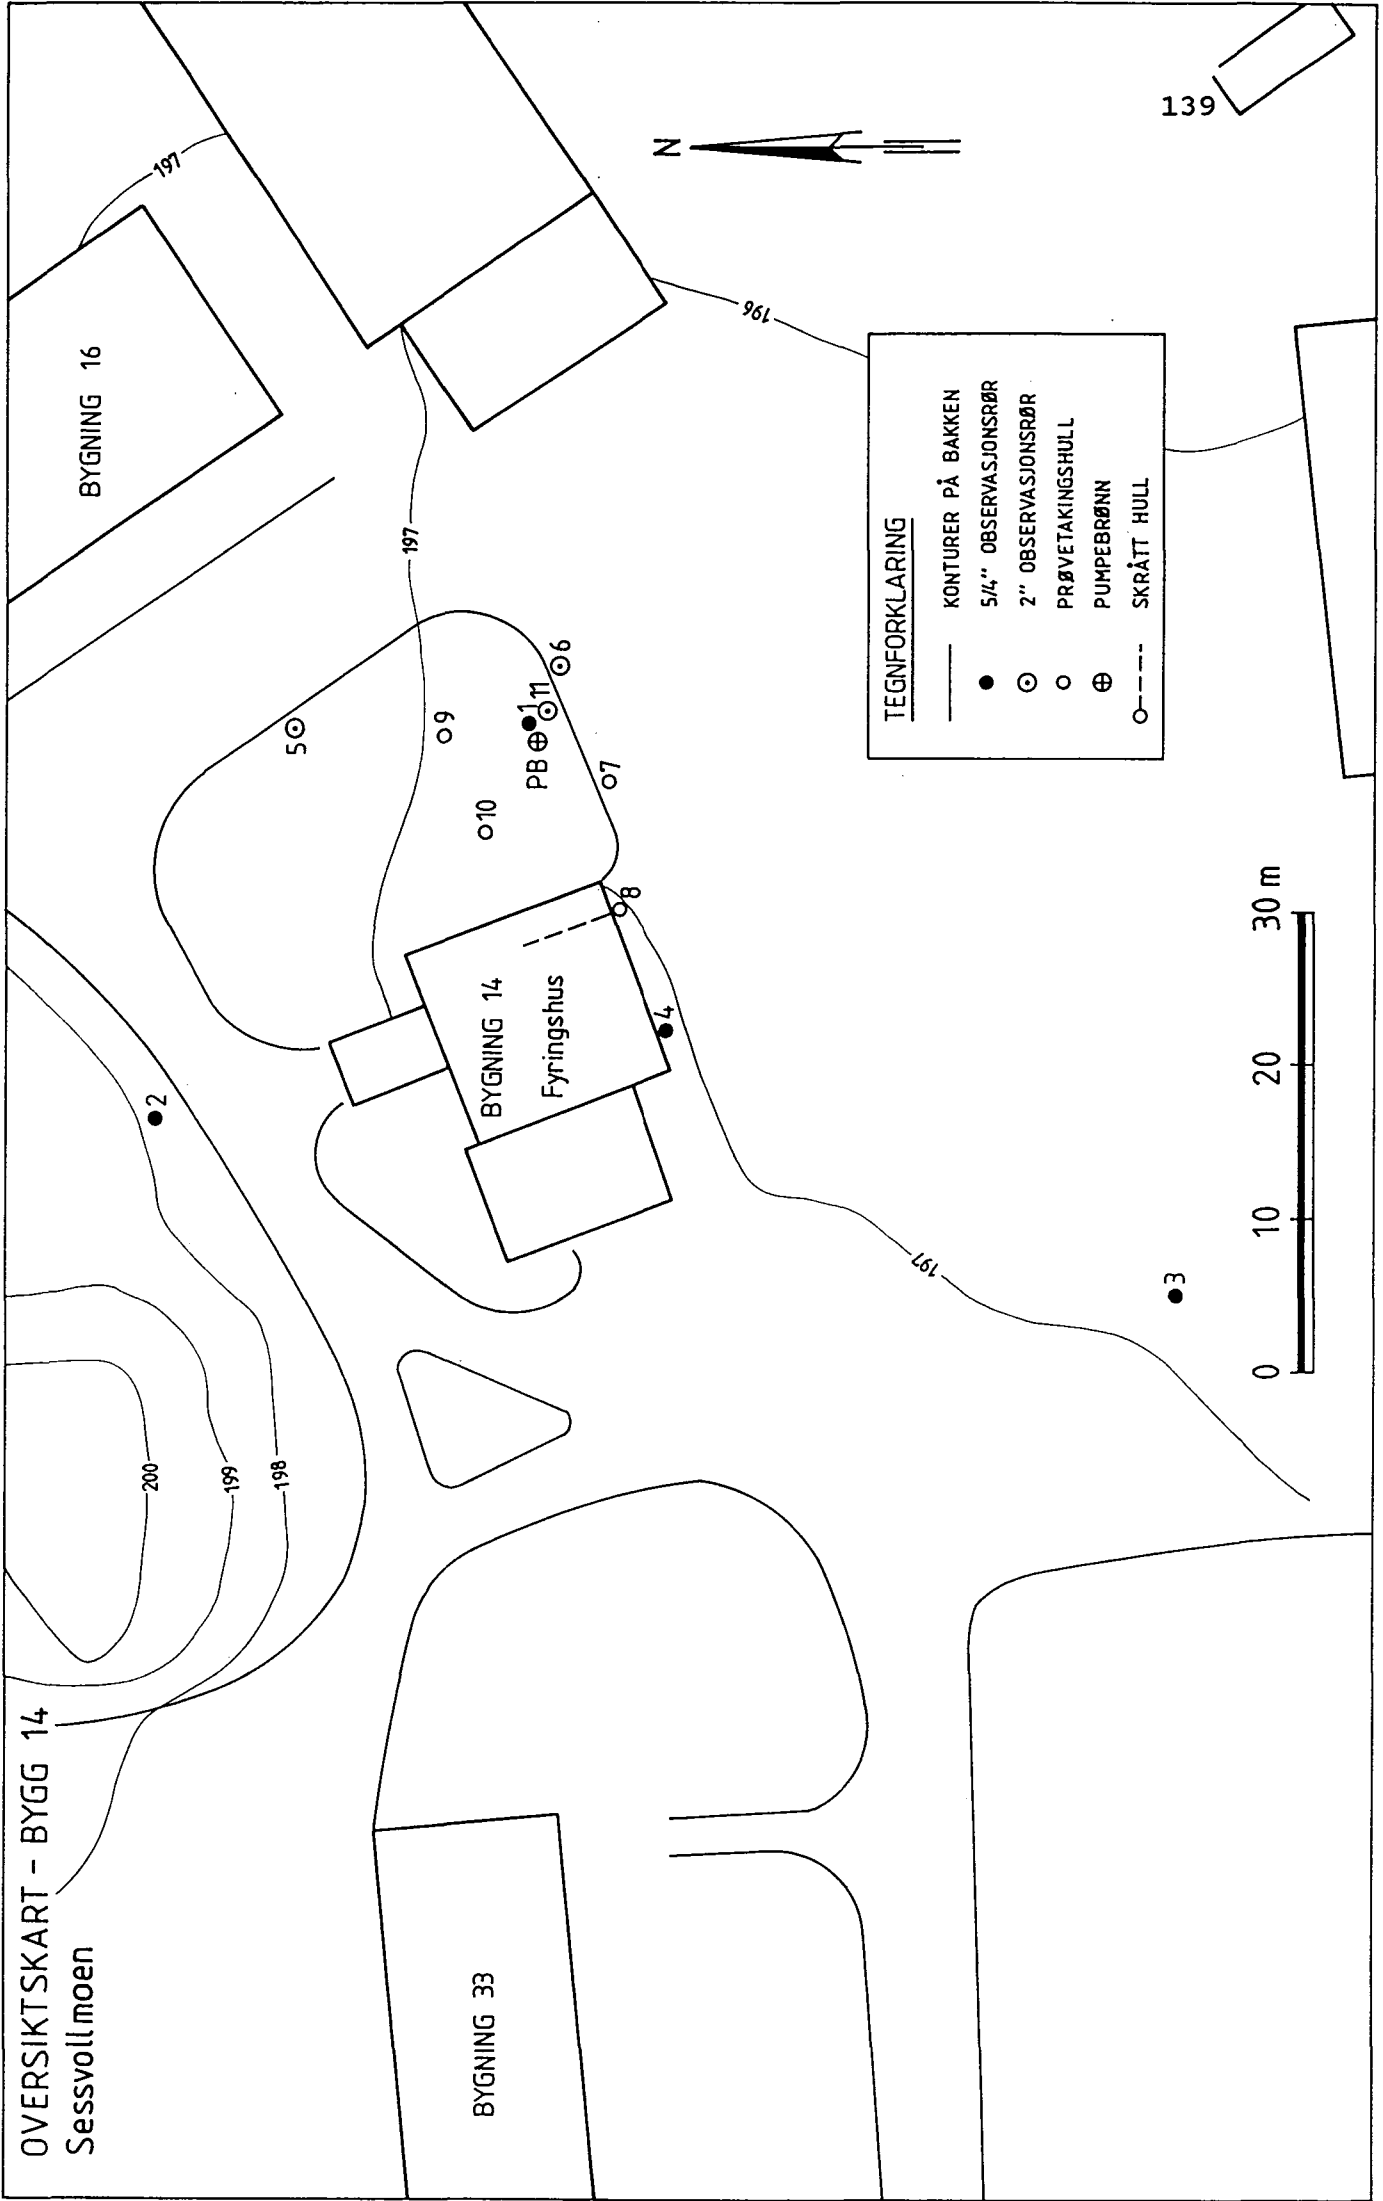 OVERSIKTSKART - BYGG 14
Sessvollmoen
200
199
198
2
BYGNING 16
197
197
N
139
196
5
9
10
PB
1
11
6
7
8
4
BYGNING 14
Fyringshus
BYGNING 33
197
3
TEGNFORKLARING
KONTURER PÅ BAKKEN
5/4" OBSERVASJONSRØR
2" OBSERVASJONSRØR
PRØVETAKINGSHULL
PUMPEBRØNN
SKRÅTT HULL
0 10 20 30 m